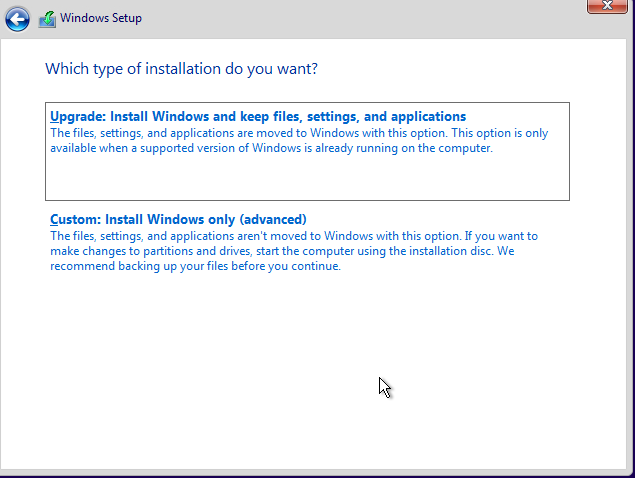 Windows Setup
Which type of installation do you want?
Upgrade: Install Windows and keep files, settings, and applications
The files, settings, and applications are moved to Windows with this option. This option is only
available when a supported version of Windows is already running on the computer.
Custom: Install Windows only (advanced)
The files, settings, and applications aren't moved to Windows with this option. If you want to
make changes to partitions and drives, start the computer using the installation disc. We
recommend backing up your files before you continue.